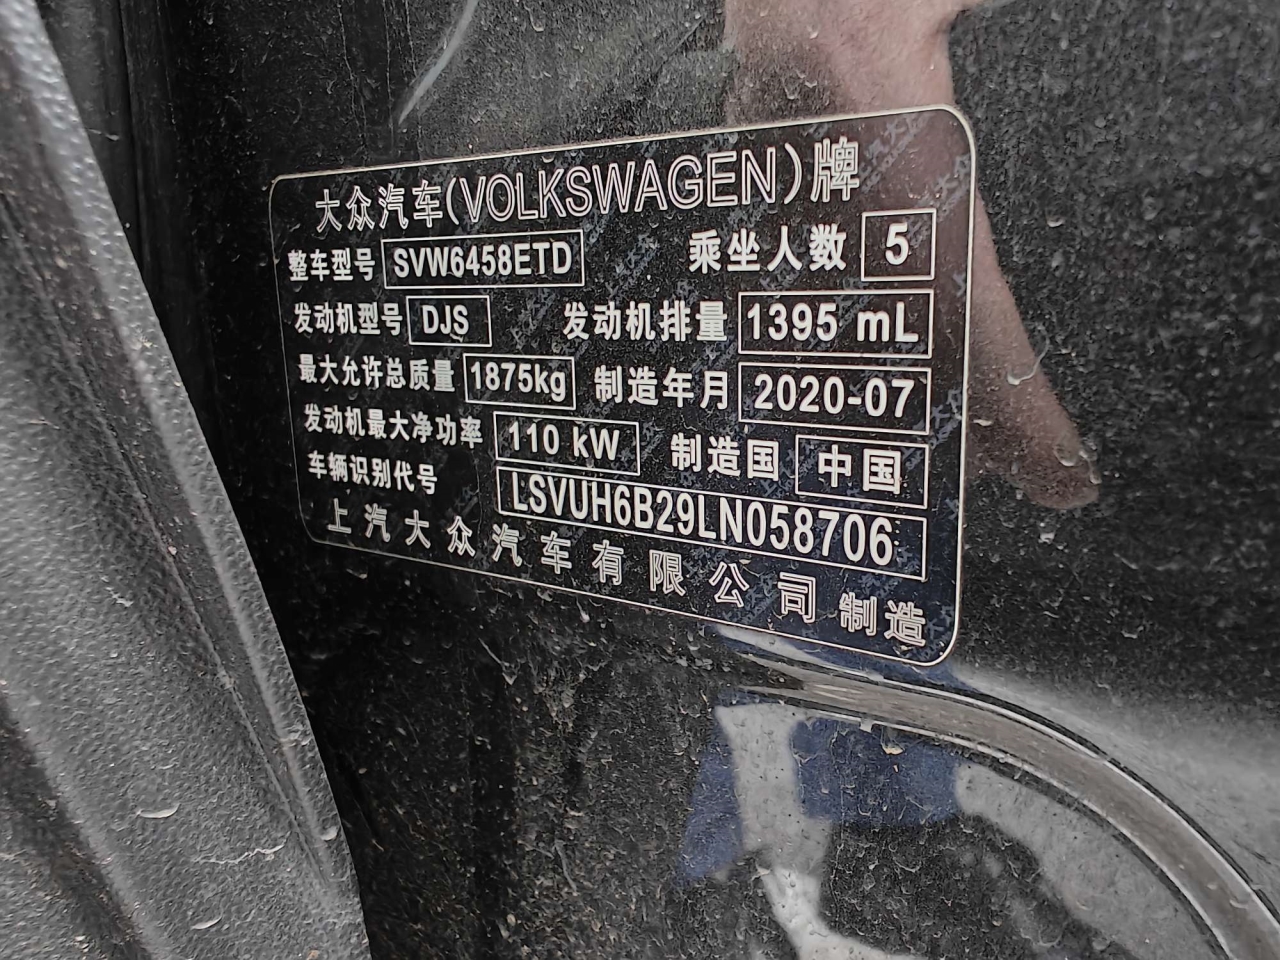 大众汽车(VOLKSWAGEN)牌
整车型号 SVW6458ETD 乘坐人数 5
发动机型号 DJS 发动机排量 1395 mL
最大允许总质量 1875kg 制造年月 2020-07
发动机最大净功率 110 kW 制造国 中国
车辆识别代号 LSVUH6B29LN058706
上汽大众汽车有限公司制造